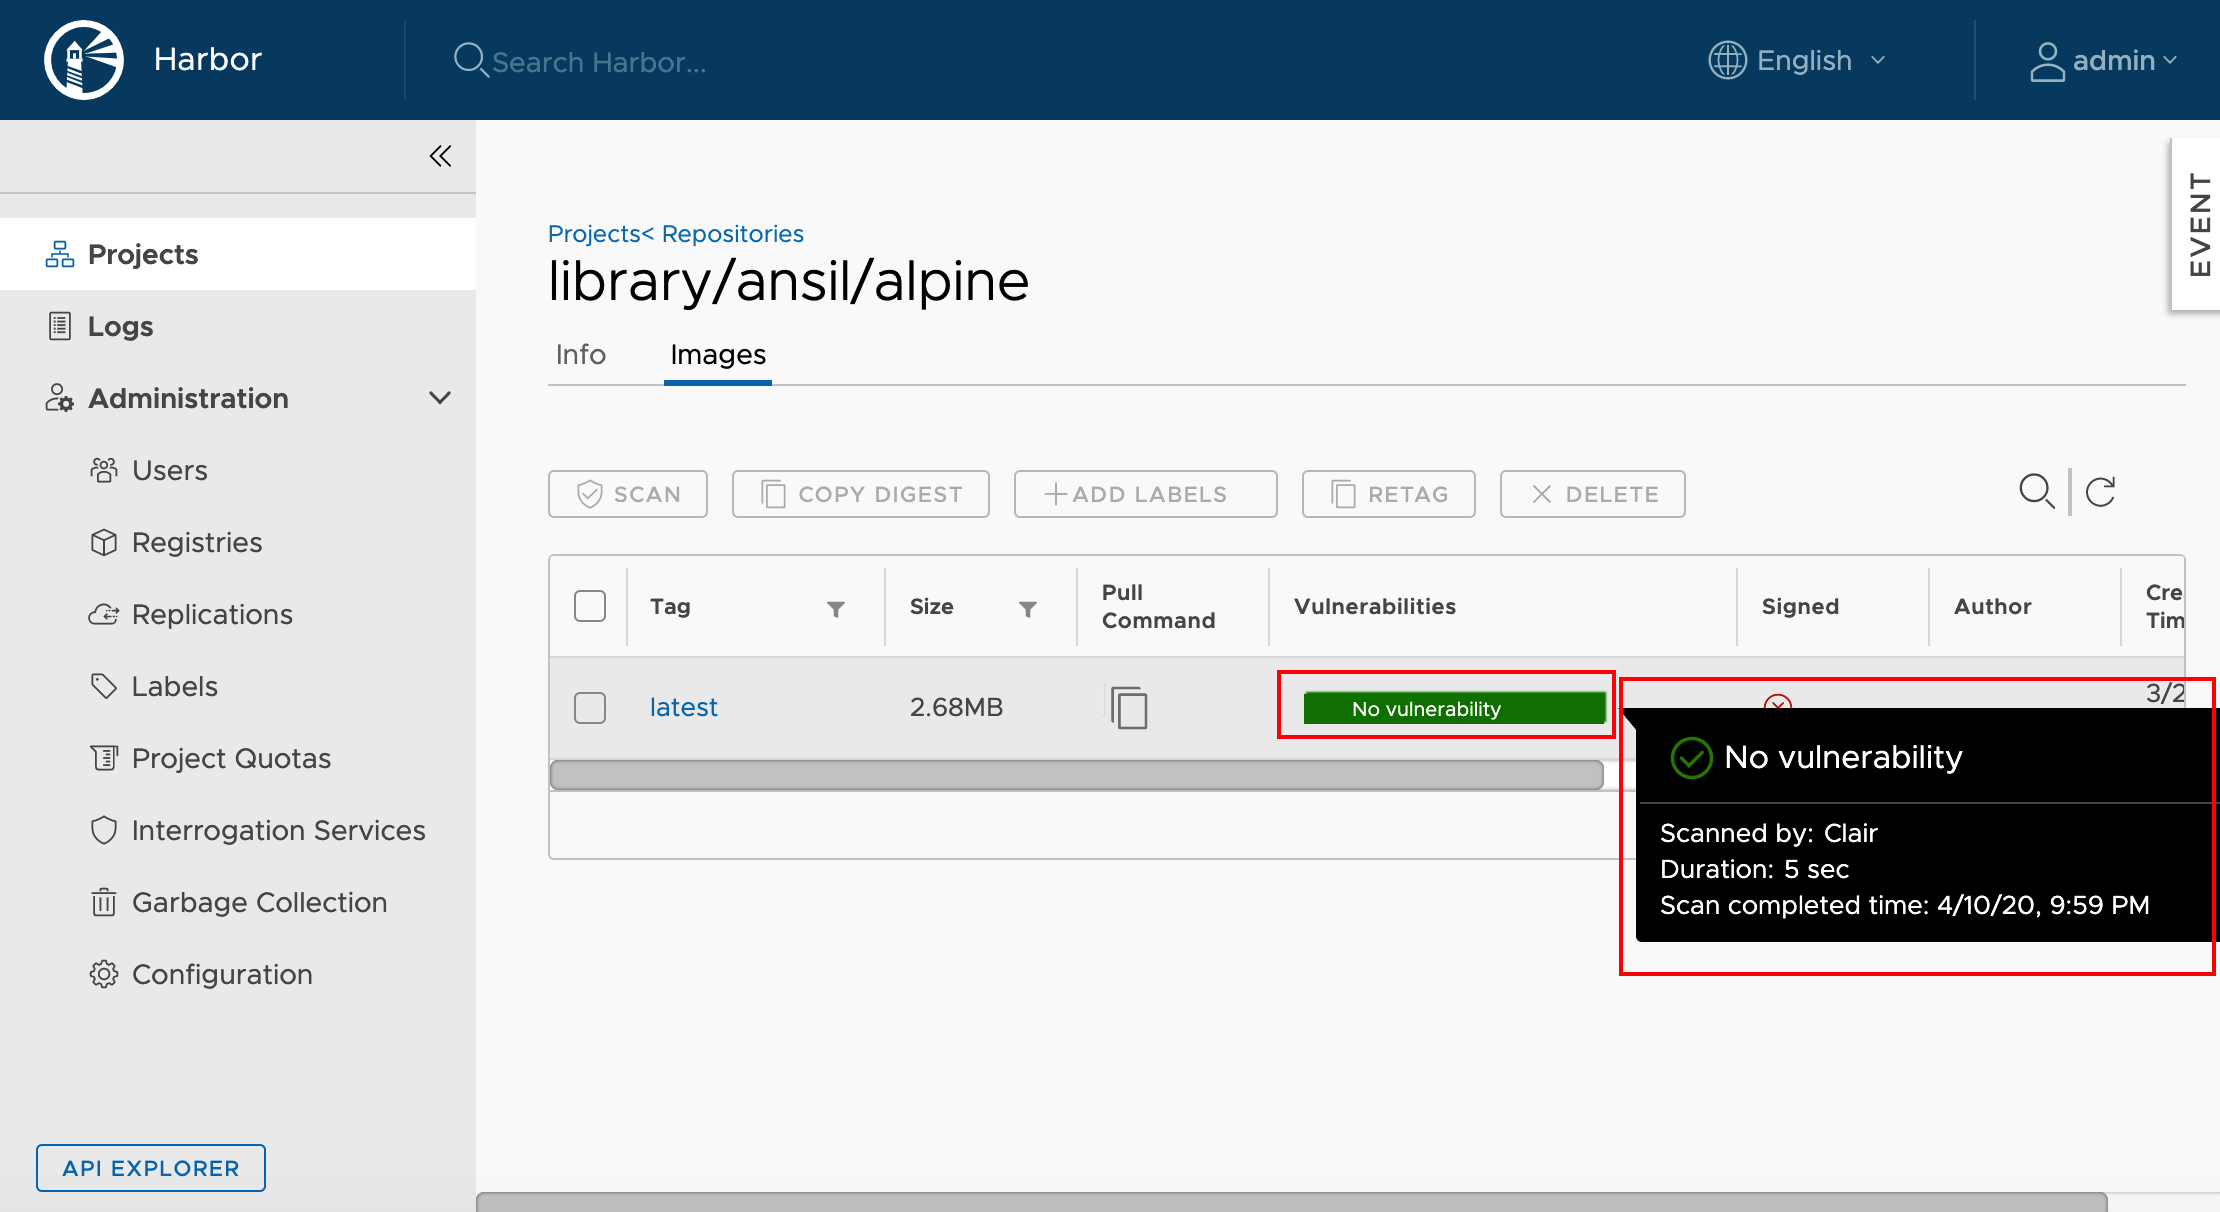 Harbor
Search Harbor...
English
admin
EVENT
Projects
Logs
Administration
Users
Registries
Replications
Labels
Project Quotas
Interrogation Services
Garbage Collection
Configuration
API EXPLORER
Projects< Repositories
library/ansil/alpine
Info Images
SCAN COPY DIGEST ADD LABELS RETAG DELETE
Tag Size Pull Command Vulnerabilities Signed Author Cre Tim
latest 2.68MB No vulnerability 3/2
No vulnerability
Scanned by: Clair
Duration: 5 sec
Scan completed time: 4/10/20, 9:59 PM